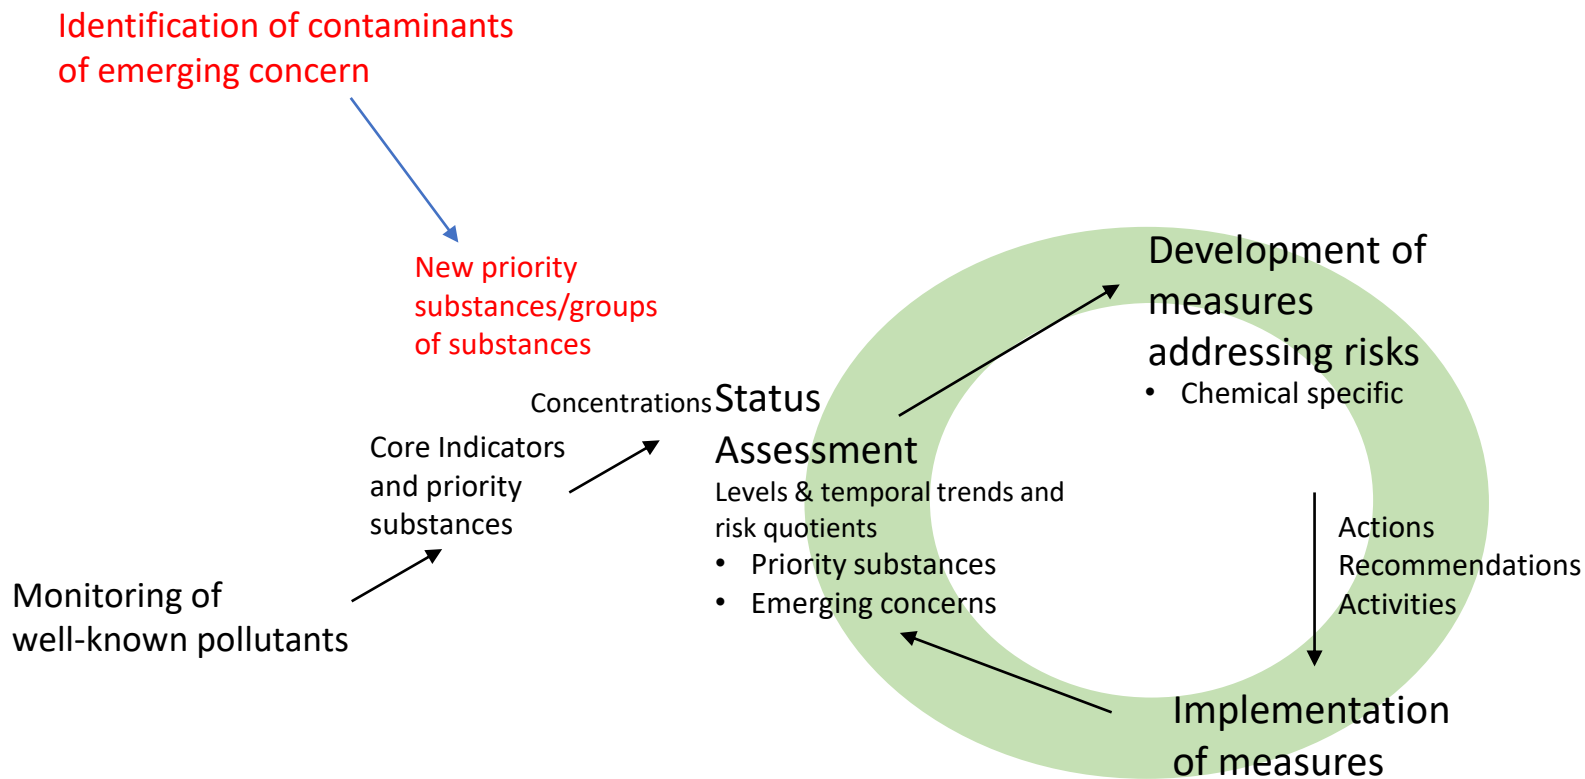 Identification of contaminants
of emerging concern
New priority
substances/groups
of substances
Concentrations
Core Indicators
and priority
substances
Monitoring of
well-known pollutants
Status
Assessment
Levels & temporal trends and
risk quotients
• Priority substances
• Emerging concerns
Development of
measures
addressing risks
• Chemical specific
Actions
Recommendations
Activities
Implementation
of measures